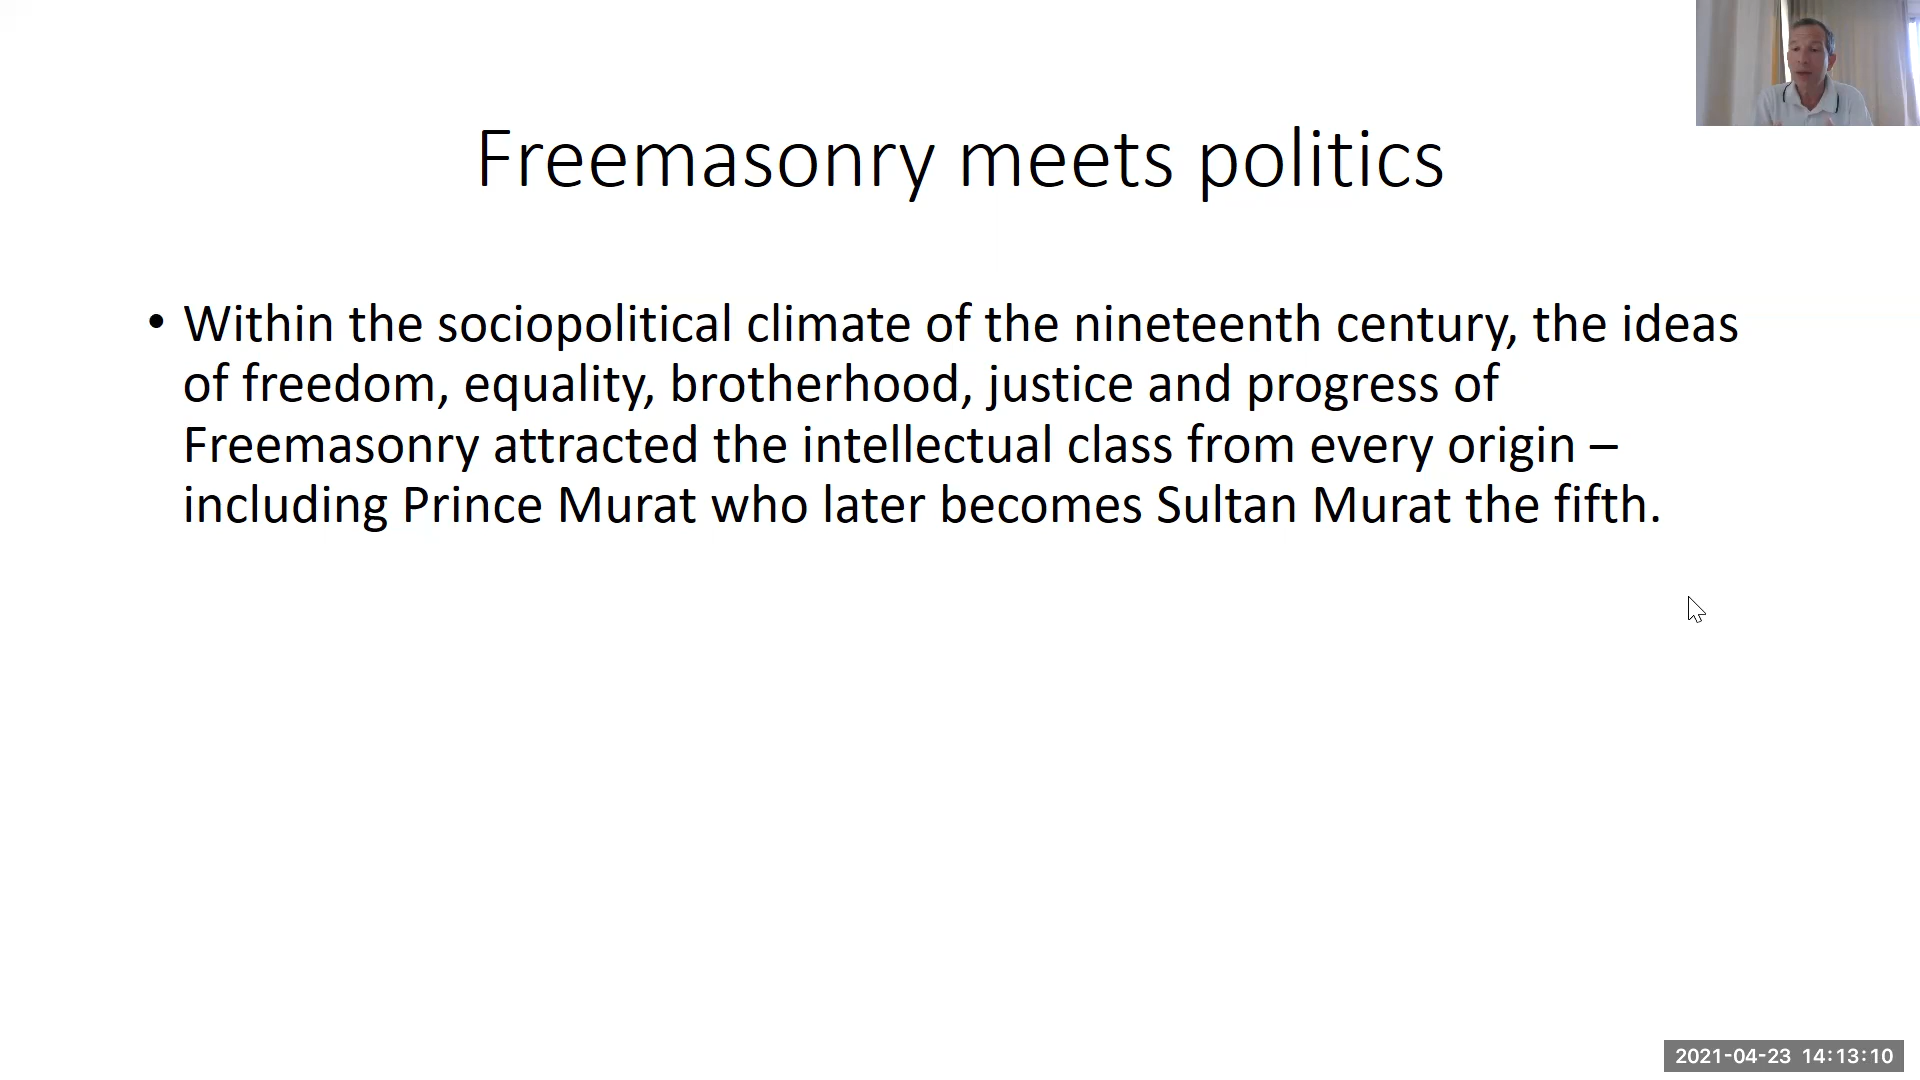 Freemasonry meets politics
• Within the sociopolitical climate of the nineteenth century, the ideas
of freedom, equality, brotherhood, justice and progress of
Freemasonry attracted the intellectual class from every origin –
including Prince Murat who later becomes Sultan Murat the fifth.
2021-04-23 14:13:10